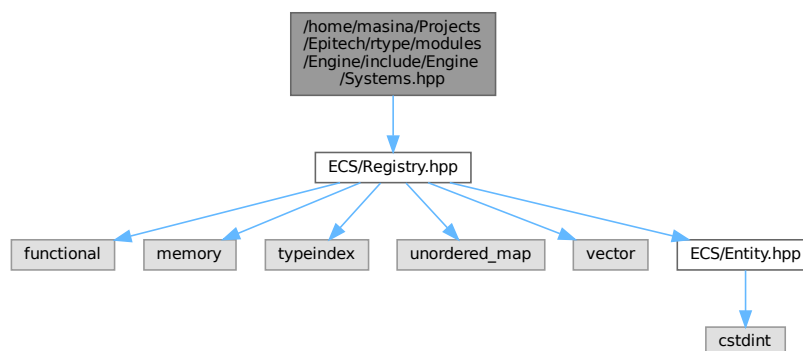 /home/masina/Projects
/Epitech/rtype/modules
/Engine/include/Engine
/Systems.hpp
ECS/Registry.hpp
functional
memory
typeindex
unordered_map
vector
ECS/Entity.hpp
cstdint